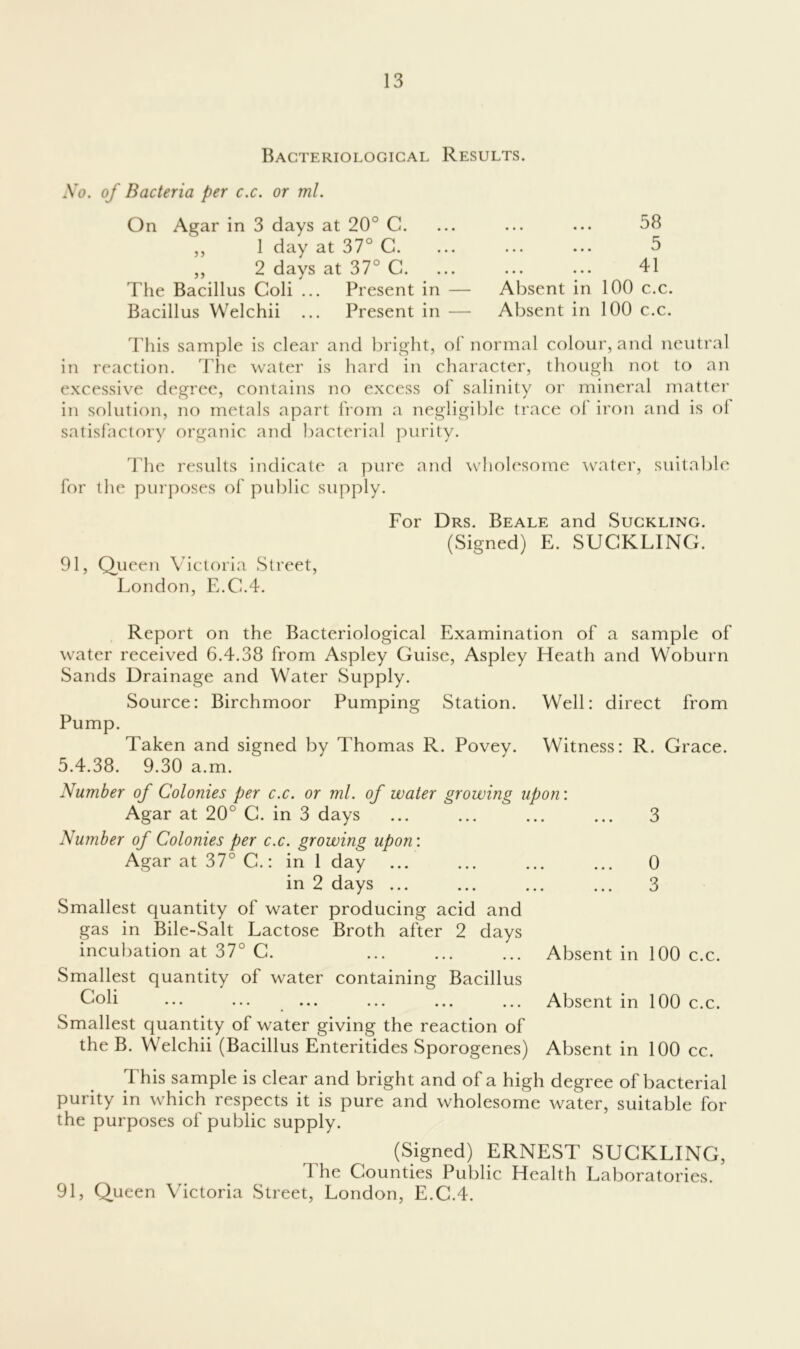 13
Bacteriological Results.
No. of Bacteria per c.c. or ml.
On Agar in 3 days at 20° C. ... ... ... 58
„ 1 day at 37° C. ... ... ... 5
„ 2 days at 37° C. ... ... ... 41
The Bacillus Coli ... Present in — Absent in 100 c.c.
Bacillus Welchii ... Present in — Absent in 100 c.c.
This sample is clear and bright, of normal colour, and neutral
in reaction. The water is hard in character, though not to an
excessive degree, contains no excess of salinity or mineral matter
in solution, no metals apart from a negligible trace of iron and is of
satisfactory organic and bacterial purity.
The results indicate a pure and wholesome water, suitable
for the purposes of public supply.
For Drs. Beale and Suckling.
(Signed) E. SUCKLING.
91, Queen Victoria Street,
London, E.C.4.
Report on the Bacteriological Examination of a sample of
water received 6.4.38 from Aspley Guise, Aspley Heath and Woburn
Sands Drainage and Water Supply.
Source: Birchmoor Pumping Station. Well: direct from
Pump.
Taken and signed by Thomas R. Povey. Witness: R. Grace.
5.4.38. 9.30 a.m.
Number of Colonies per c.c. or ml. of water growing upon:
Agar at 20° C. in 3 days ... ... ... ... 3
Number of Colonies per c.c. growing upon:
Agar at 37° C.: in 1 day ... ... ... ... 0
in 2 days ... ... ... ... 3
Smallest quantity of water producing acid and
gas in Bile-Salt Lactose Broth after 2 days
incubation at 37° C. ... ... ... Absent in 100 c.c.
Smallest quantity of water containing Bacillus
Coli ... ... ... ... ... ... Absent in 100 c.c.
Smallest quantity of water giving the reaction of
the B. Welchii (Bacillus Enteritides Sporogenes) Absent in 100 cc.
This sample is clear and bright and of a high degree of bacterial
purity in which respects it is pure and wholesome water, suitable for
the purposes of public supply.
(Signed) ERNEST SUCKLING,
The Counties Public Health Laboratories.
91, Queen Victoria Street, London, E.C.4.